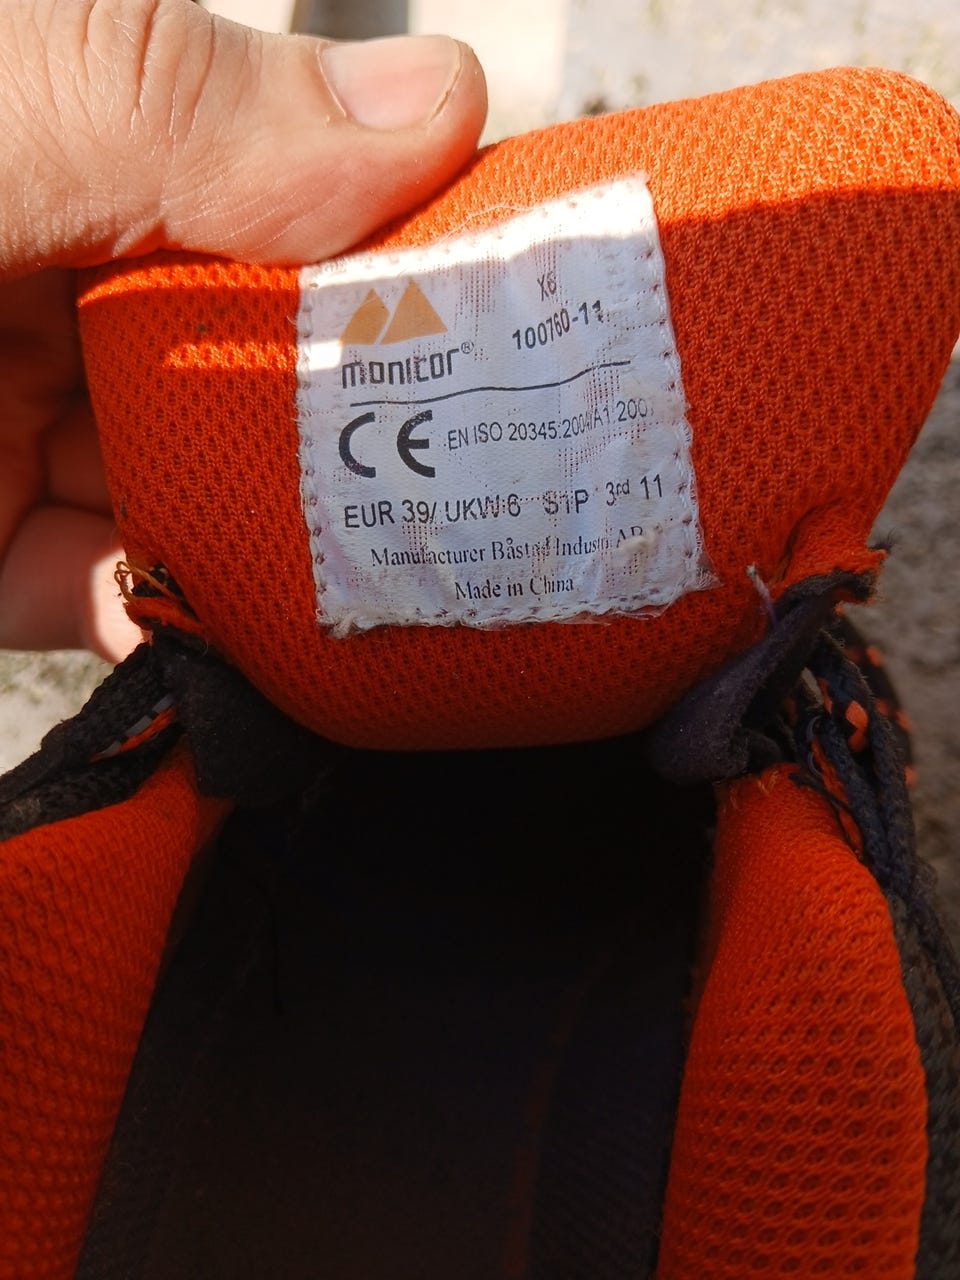 X6
100760-11
monitor®
CE EN ISO 20345:2004/A1:200
EUR 39/ UKW 6 S1P 3rd 11
Manufacturer Båstad Industri AB
Made in China